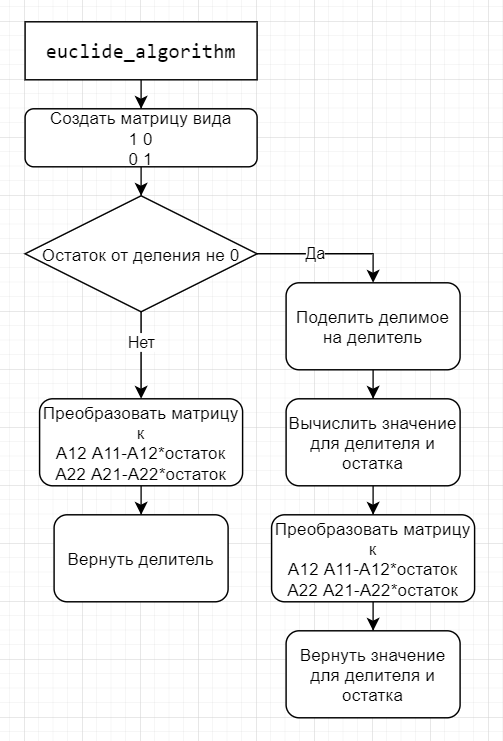 euclide_algorithm
Создать матрицу вида
1 0
0 1
Остаток от деления не 0
Да
Нет
Поделить делимое
на делитель
Преобразовать матрицу
к
A12 A11-A12*остаток
A22 A21-A22*остаток
Вычислить значение
для делителя и
остатка
Вернуть делитель
Преобразовать матрицу
к
A12 A11-A12*остаток
A22 A21-A22*остаток
Вернуть значение
для делителя и
остатка